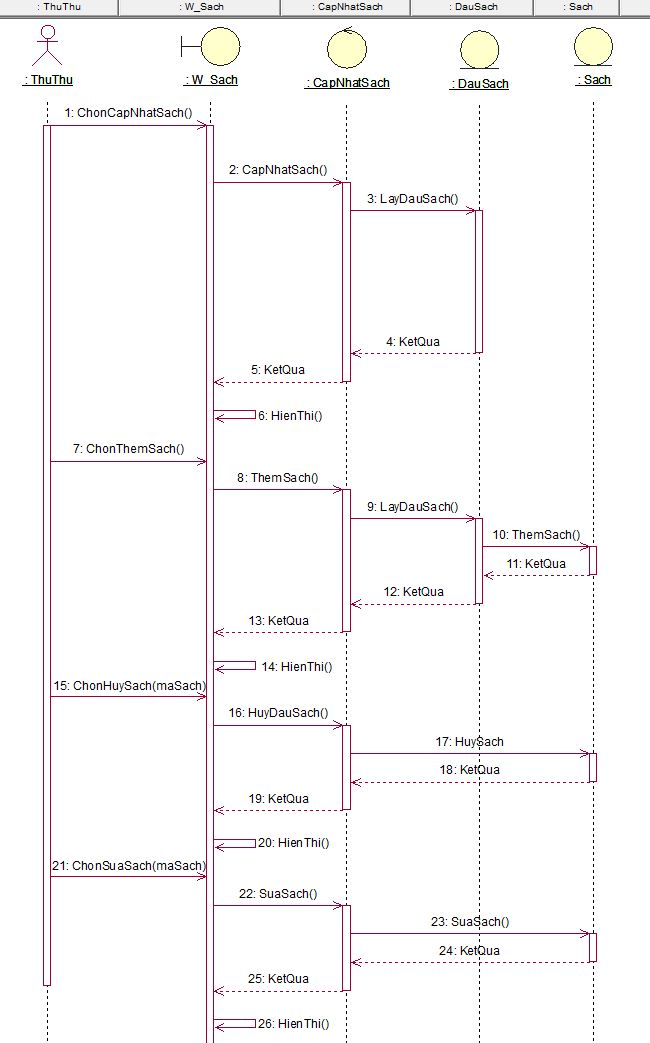 : ThuThu
: W_Sach
: CapNhatSach
: DauSach
: Sach
: ThuThu
: W_Sach
: CapNhatSach
: DauSach
: Sach
1: ChonCapNhatSach()
2: CapNhatSach()
3: LayDauSach()
4: KetQua
5: KetQua
6: HienThi()
7: ChonThemSach()
8: ThemSach()
9: LayDauSach()
10: ThemSach()
11: KetQua
12: KetQua
13: KetQua
14: HienThi()
15: ChonHuySach(maSach)
16: HuyDauSach()
17: HuySach
18: KetQua
19: KetQua
20: HienThi()
21: ChonSuaSach(maSach)
22: SuaSach()
23: SuaSach()
24: KetQua
25: KetQua
26: HienThi()